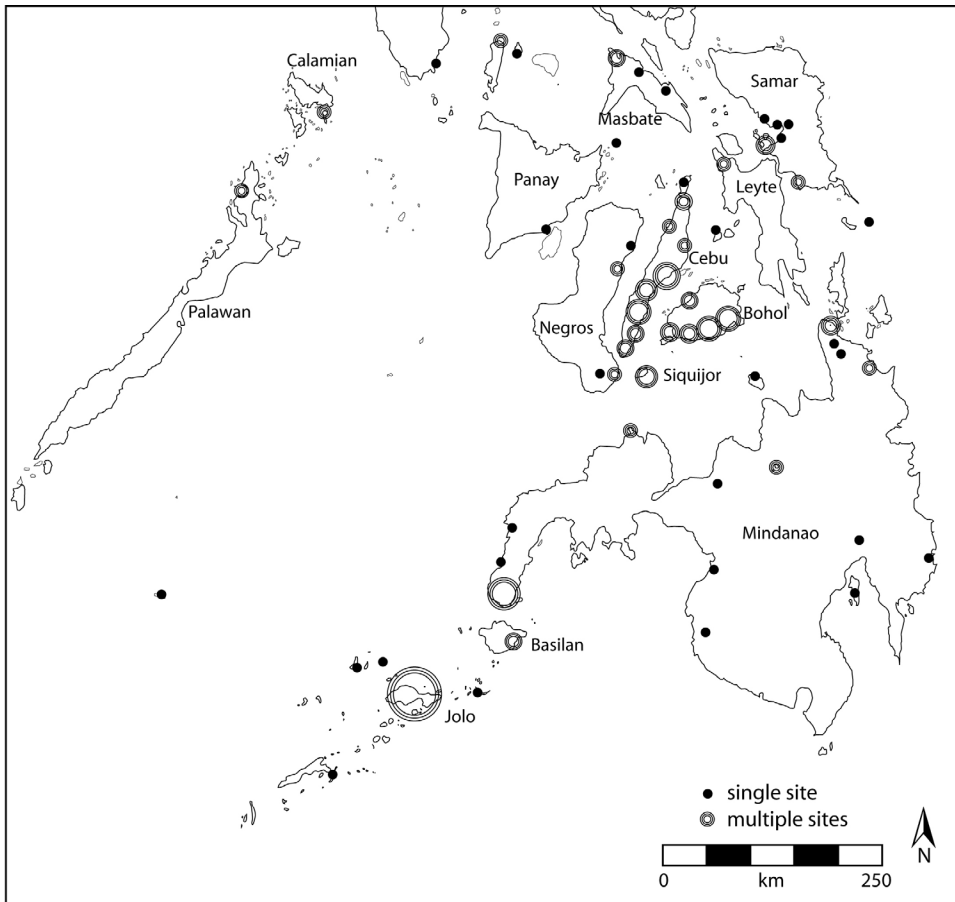 Calamian
Samar
Masbate
Panay
Leyte
Cebu
Palawan
Negros
Bohol
Siquijor
Mindanao
Basilan
Jolo
single site
multiple sites
0 km 250
N